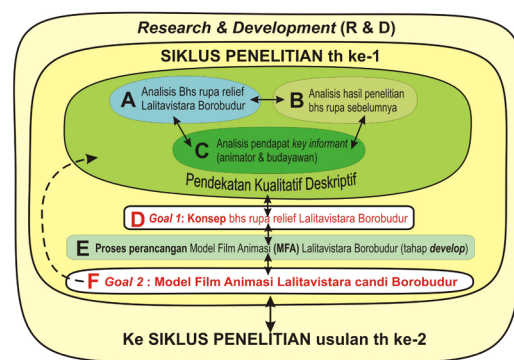 Research & Development (R & D)
SIKLUS PENELITIAN th ke-1
A Analisis Bhs rupa relief
Lalitavistara Borobudur
B Analisis hasil penelitian
bhs rupa sebelumnya
C Analisis pendapat key informant
(animator & budayawan)
Pendekatan Kualitatif Deskriptif
D Goal 1: Konsep bhs rupa relief Lalitavistara Borobudur
E Proses perancangan Model Film Animasi (MFA) Lalitavistara Borobudur (tahap develop)
F Goal 2 : Model Film Animasi Lalitavistara candi Borobudur
Ke SIKLUS PENELITIAN usulan th ke-2